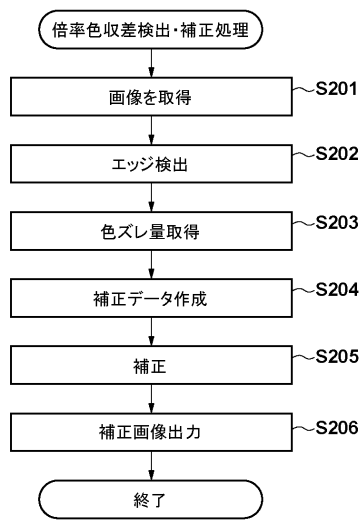 倍率色収差検出・補正処理
画像を取得
S201
エッジ検出
S202
色ズレ量取得
S203
補正データ作成
S204
補正
S205
補正画像出力
S206
終了